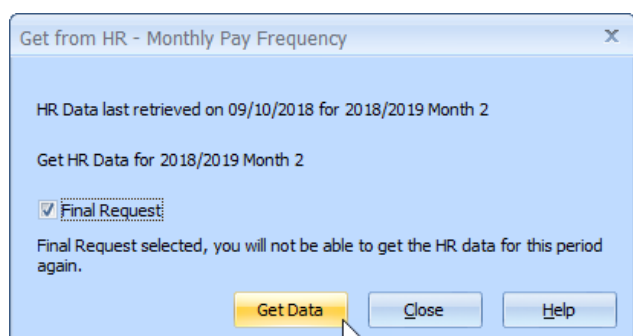 Get from HR - Monthly Pay Frequency
HR Data last retrieved on 09/10/2018 for 2018/2019 Month 2
Get HR Data for 2018/2019 Month 2
Final Request
Final Request selected, you will not be able to get the HR data for this period
again.
Get Data Close Help